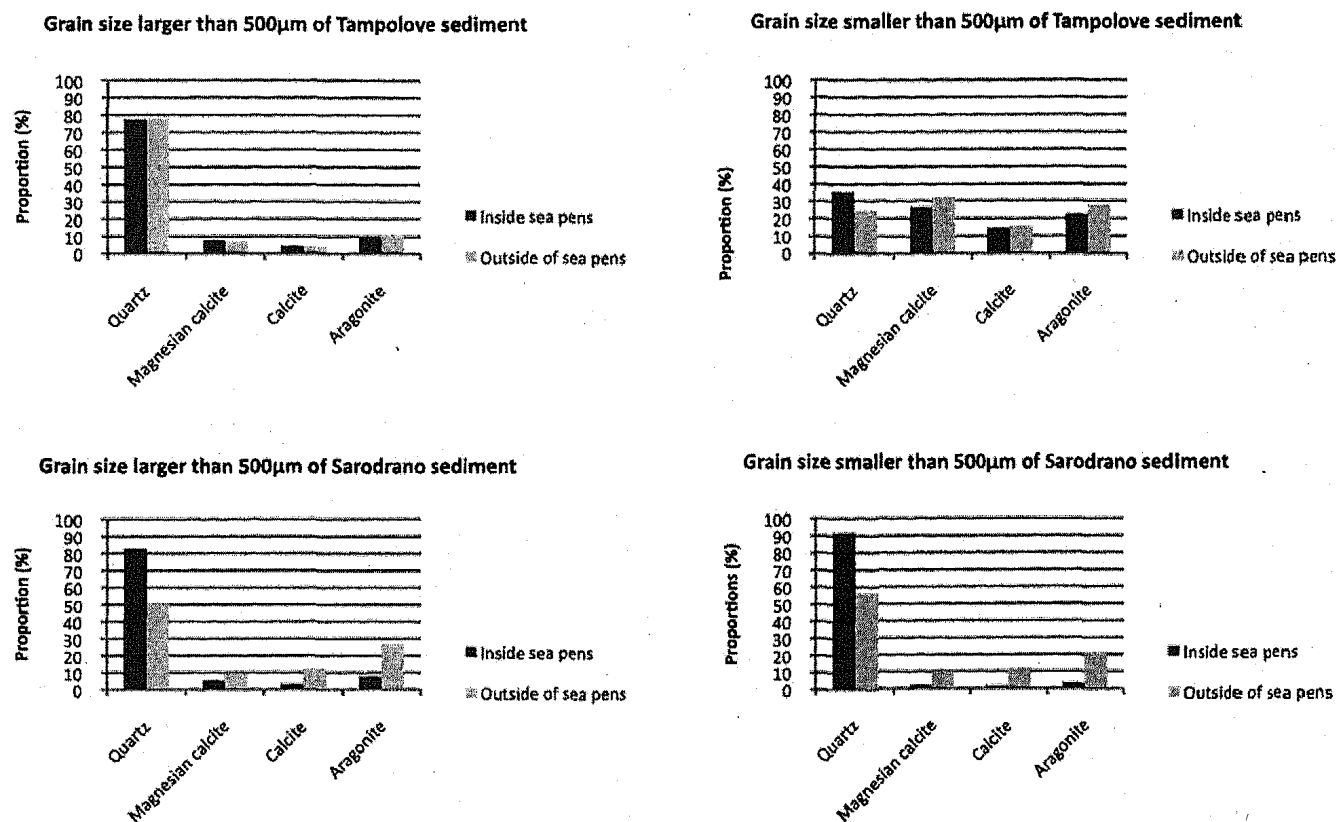 Grain size larger than 500µm of Tampolove sediment
Proportion (%)
100
90
80
70
60
50
40
30
20
10
0
Quartz
Magnesian calcite
Calcite
Aragonite
Inside sea pens
Outside of sea pens
Grain size smaller than 500µm of Tampolove sediment
Proportion (%)
100
90
80
70
60
50
40
30
20
10
0
Quartz
Magnesian calcite
Calcite
Aragonite
Inside sea pens
Outside of sea pens
Grain size larger than 500µm of Sarodrano sediment
Proportion (%)
100
90
80
70
60
50
40
30
20
10
0
Quartz
Magnesian calcite
Calcite
Aragonite
Inside sea pens
Outside of sea pens
Grain size smaller than 500µm of Sarodrano sediment
Proportions (%)
100
90
80
70
60
50
40
30
20
10
0
Quartz
Magnesian calcite
Calcite
Aragonite
Inside sea pens
Outside of sea pens